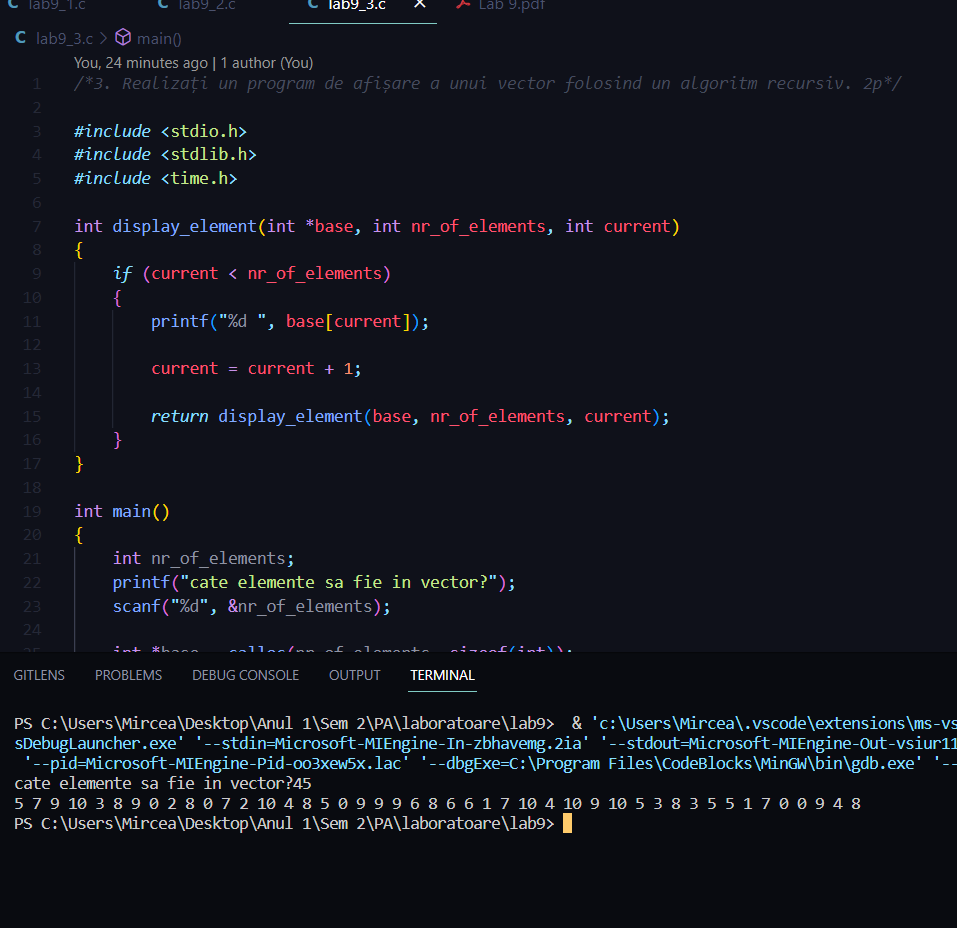 lab9_1.c lab9_2.c lab9_3.c × Lab 9.pdf
C lab9_3.c > main()
You, 24 minutes ago | 1 author (You)
1 /*3. Realizați un program de afișare a unui vector folosind un algoritm recursiv. 2p*/
2
3 #include <stdio.h>
4 #include <stdlib.h>
5 #include <time.h>
6
7 int display_element(int *base, int nr_of_elements, int current)
8 {
9 if (current < nr_of_elements)
10 {
11 printf("%d ", base[current]);
12
13 current = current + 1;
14
15 return display_element(base, nr_of_elements, current);
16 }
17 }
18
19 int main()
20 {
21 int nr_of_elements;
22 printf("cate elemente sa fie in vector?");
23 scanf("%d", &nr_of_elements);
24
25 int *base = calloc(nr_of_elements, sizeof(int));
GITLENS PROBLEMS DEBUG CONSOLE OUTPUT TERMINAL
PS C:\Users\Mircea\Desktop\Anul 1\Sem 2\PA\laboratoare\lab9> & 'c:\Users\Mircea\.vscode\extensions\ms-vs
sDebugLauncher.exe' '--stdin=Microsoft-MIEngine-In-zbhavemg.2ia' '--stdout=Microsoft-MIEngine-Out-vsiur11
'--pid=Microsoft-MIEngine-Pid-oo3xew5x.lac' '--dbgExe=C:\Program Files\CodeBlocks\MinGW\bin\gdb.exe' '--
cate elemente sa fie in vector?45
5 7 9 10 3 8 9 0 2 8 0 7 2 10 4 8 5 0 9 9 9 6 8 6 6 1 7 10 4 10 9 10 5 3 8 3 5 5 1 7 0 0 9 4 8
PS C:\Users\Mircea\Desktop\Anul 1\Sem 2\PA\laboratoare\lab9>